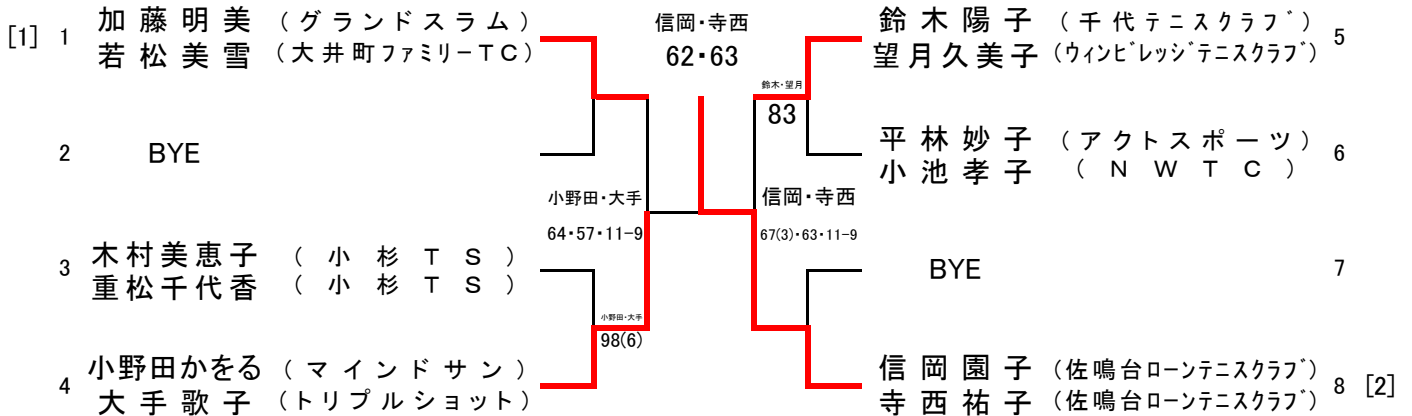 [1] 1 加藤明美 (グランドスラム)
若松美雪 (大井町ファミリーTC)
2 BYE
3 木村美恵子 (小杉TS)
重松千代香 (小杉TS)
4 小野田かをる (マインドサン)
大手歌子 (トリプルショット)
小野田・大手
98(6)
小野田・大手
64・57・11-9
信岡・寺西
62・63
鈴木・望月
83
信岡・寺西
67(3)・63・11-9
鈴木陽子 (千代テニスクラブ) 5
望月久美子 (ウィンビレッジテニスクラブ)
平林妙子 (アクトスポーツ) 6
小池孝子 (NWTC)
BYE 7
信岡園子 (佐鳴台ローンテニスクラブ) 8 [2]
寺西祐子 (佐鳴台ローンテニスクラブ)